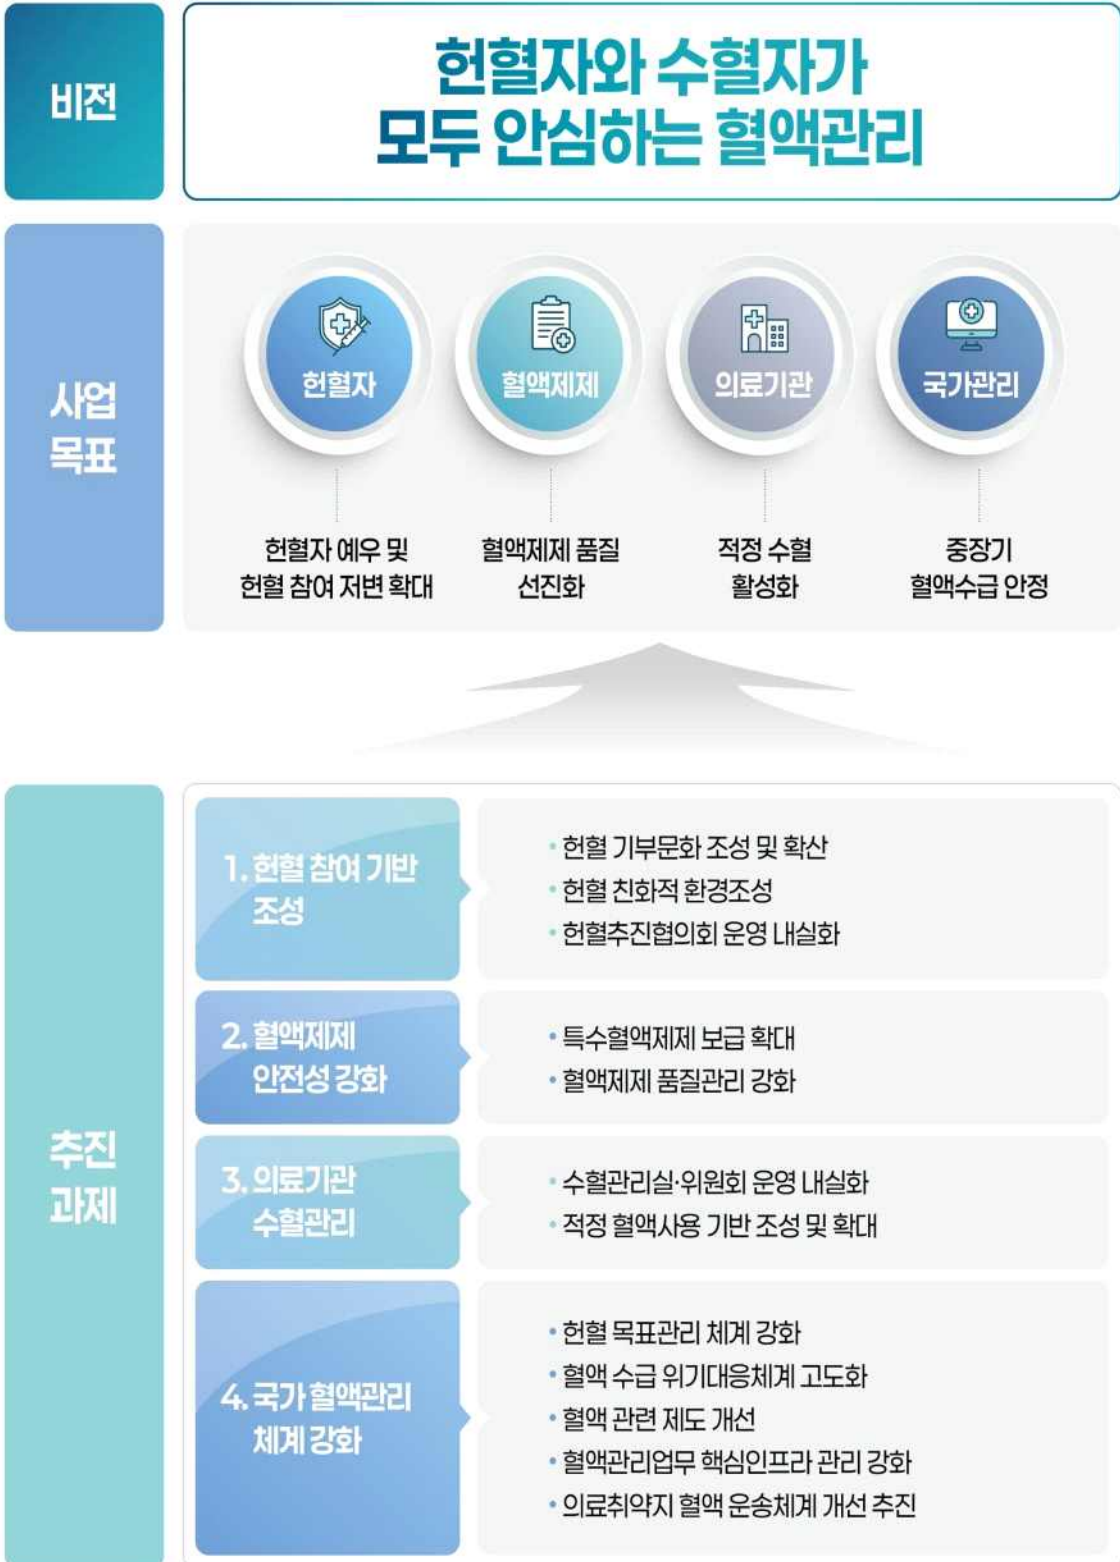 비전
헌혈자와 수혈자가
모두 안심하는 혈액관리
사업
목표
헌혈자
혈액제제
의료기관
국가관리
헌혈자 예우 및
헌혈 참여 저변 확대
혈액제제 품질
선진화
적정 수혈
활성화
중장기
혈액수급 안정
추진
과제
1. 헌혈 참여 기반
조성
• 헌혈 기부문화 조성 및 확산
• 헌혈 친화적 환경조성
• 헌혈추진협의회 운영 내실화
2. 혈액제제
안전성 강화
• 특수혈액제제 보급 확대
• 혈액제제 품질관리 강화
3. 의료기관
수혈관리
• 수혈관리실·위원회 운영 내실화
• 적정 혈액사용 기반 조성 및 확대
4. 국가 혈액관리
체계 강화
• 헌혈 목표관리 체계 강화
• 혈액 수급 위기대응체계 고도화
• 혈액 관련 제도 개선
• 혈액관리업무 핵심인프라 관리 강화
• 의료취약지 혈액 운송체계 개선 추진